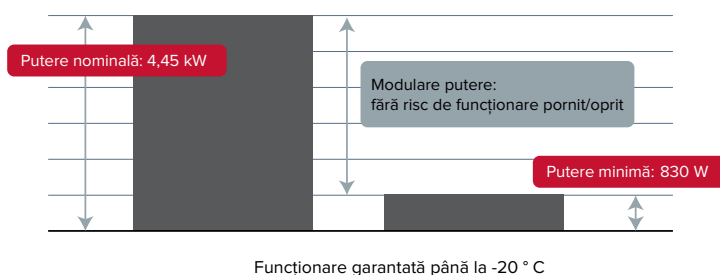 Putere nominală: 4,45 kW
Modulare putere:
fără risc de funcționare pornit/oprit
Putere minimă: 830 W
Funcționare garantată până la -20 ° C